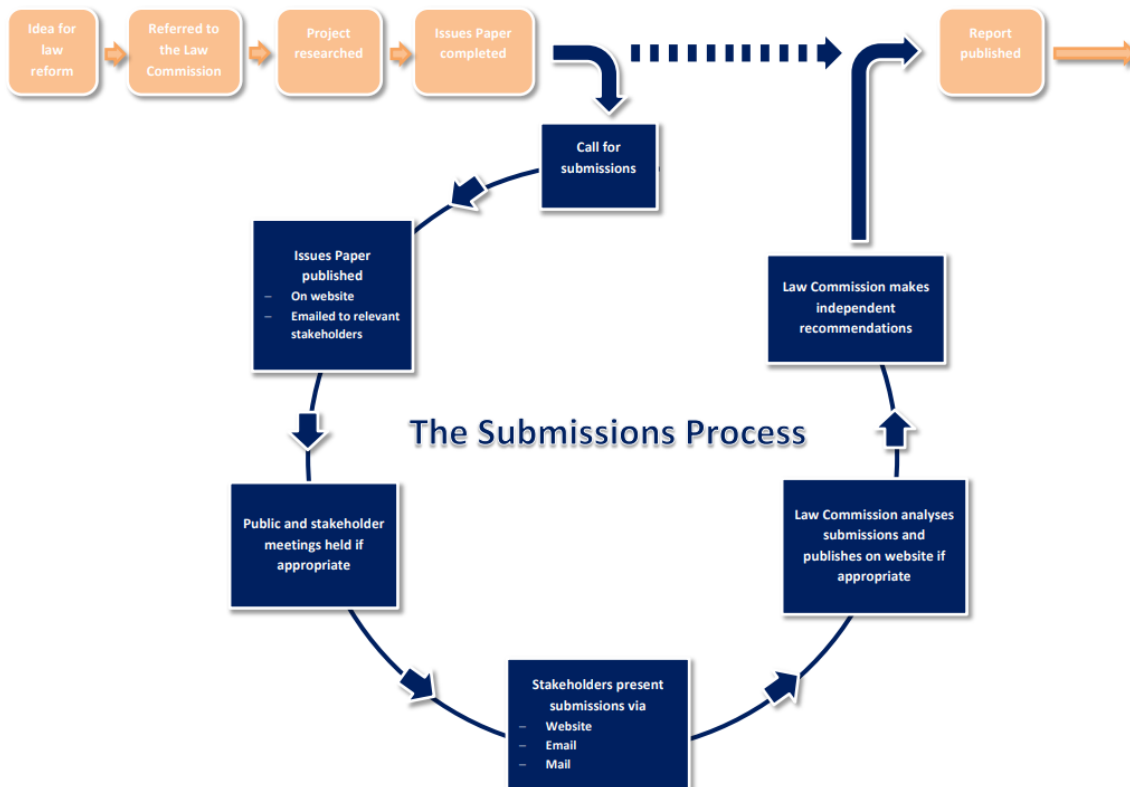 Idea for
law
reform
Referred to
the Law
Commission
Project
researched
Issues Paper
completed
Report
published
Call for
submissions
Issues Paper
published
– On website
– Emailed to relevant
stakeholders
Public and stakeholder
meetings held if
appropriate
Stakeholders present
submissions via
– Website
– Email
– Mail
Law Commission analyses
submissions and
publishes on website if
appropriate
Law Commission makes
independent
recommendations
The Submissions Process